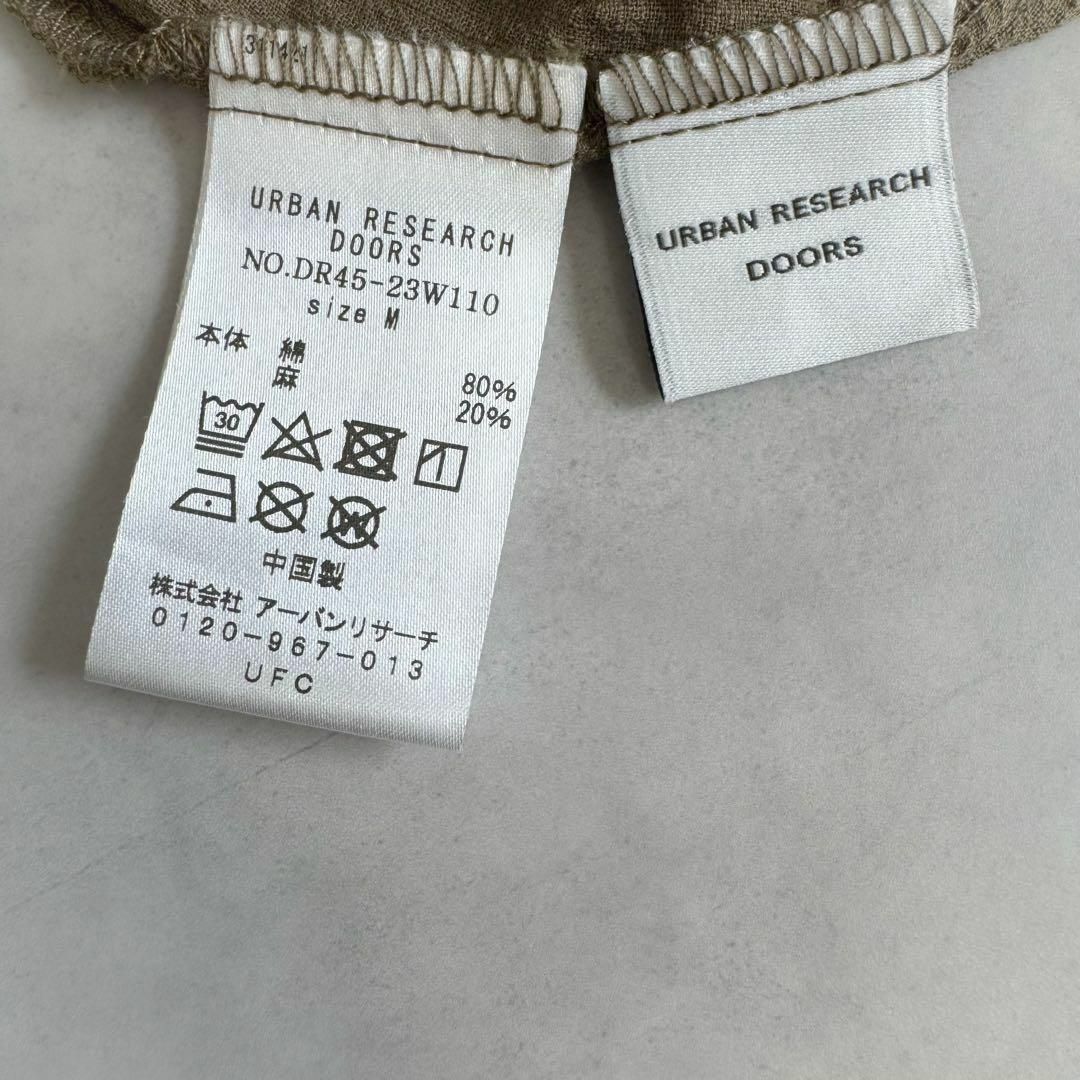 URBAN RESEARCH
DOORS
NO.DR45-23W110
size M
本体 綿 80%
麻 20%
30
W
中国製
株式会社 アーバンリサーチ
0120-967-013
UFC
URBAN RESEARCH
DOORS